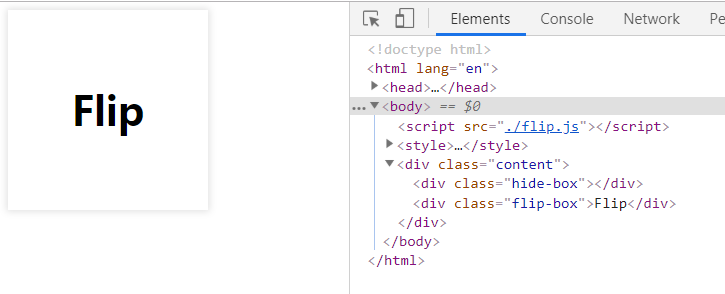 Flip
Elements Console Network Pe
<!doctype html>
<html lang="en">
<head>…</head>
… <body> == $0
<script src="./flip.js"></script>
<style>…</style>
<div class="content">
<div class="hide-box"></div>
<div class="flip-box">Flip</div>
</div>
</body>
</html>